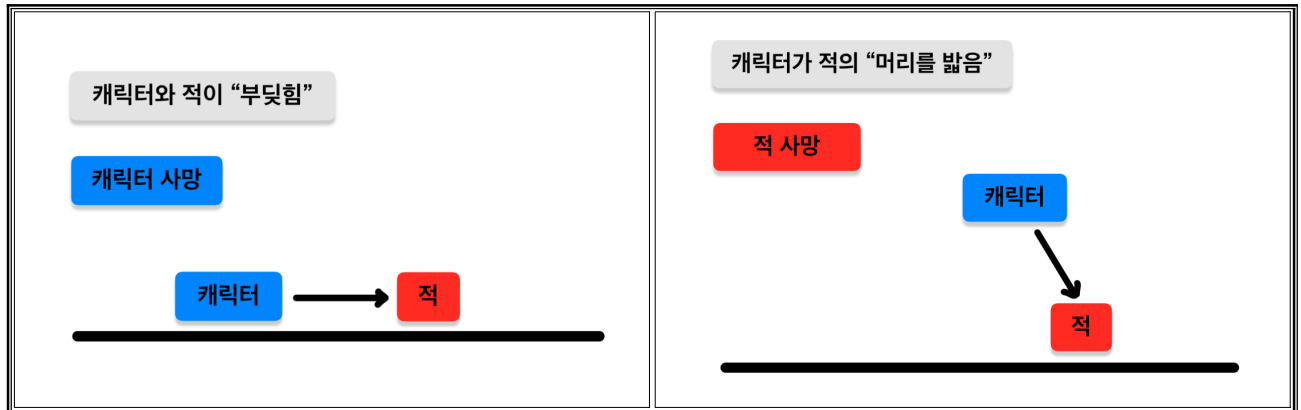 캐릭터와 적이 “부딪힘”
캐릭터 사망
캐릭터
적
캐릭터가 적의 “머리를 밟음”
적 사망
캐릭터
적